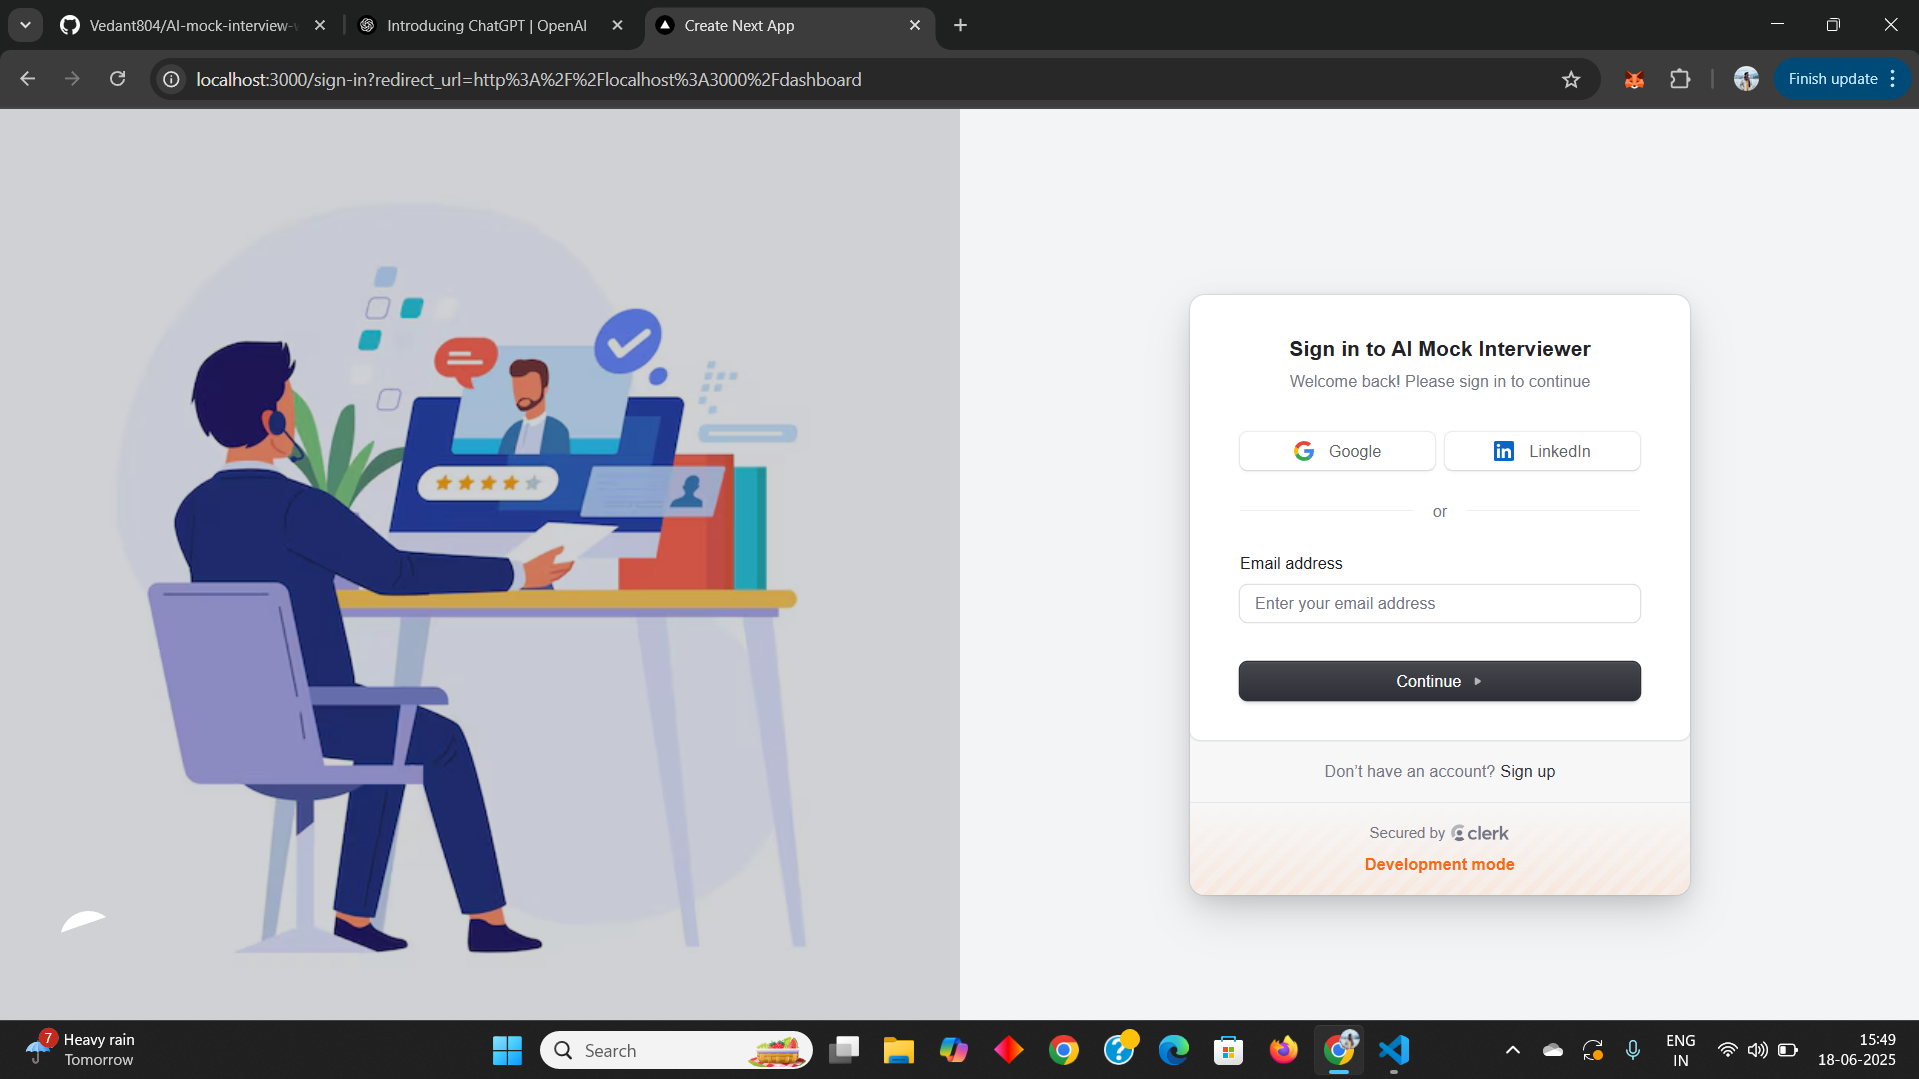 Vedant804/AI-mock-interview-
Introducing ChatGPT | OpenAI
Create Next App
localhost:3000/sign-in?redirect_url=http%3A%2F%2Flocalhost%3A3000%2Fdashboard
Finish update
Sign in to AI Mock Interviewer
Welcome back! Please sign in to continue
Google
LinkedIn
or
Email address
Enter your email address
Continue
Don't have an account? Sign up
Secured by clerk
Development mode
7
Heavy rain
Tomorrow
Search
ENG
IN
15:49
18-06-2025